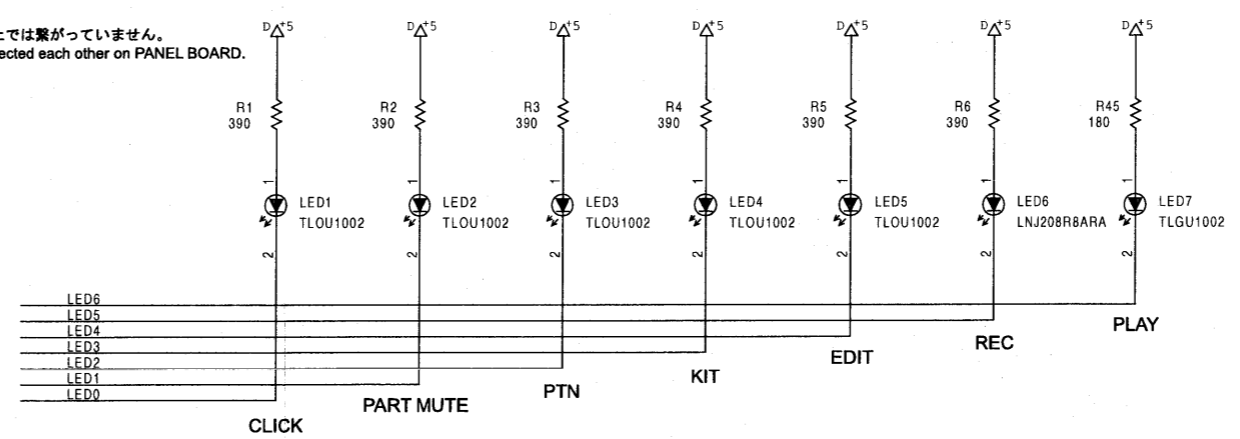 上では繋がっていません。
ected each other on PANEL BOARD.
D +5 D +5 D +5 D +5 D +5 D +5 D +5
R1 R2 R3 R4 R5 R6 R45
390 390 390 390 390 390 180
1 1 1 1 1 1 1
LED1 LED2 LED3 LED4 LED5 LED6 LED7
TLOU1002 TLOU1002 TLOU1002 TLOU1002 TLOU1002 LNJ208R8ARA TLGU1002
2 2 2 2 2 2 2
LED6
LED5
LED4
LED3
LED2
LED1
LED0
PLAY
REC
EDIT
KIT
PTN
PART MUTE
CLICK